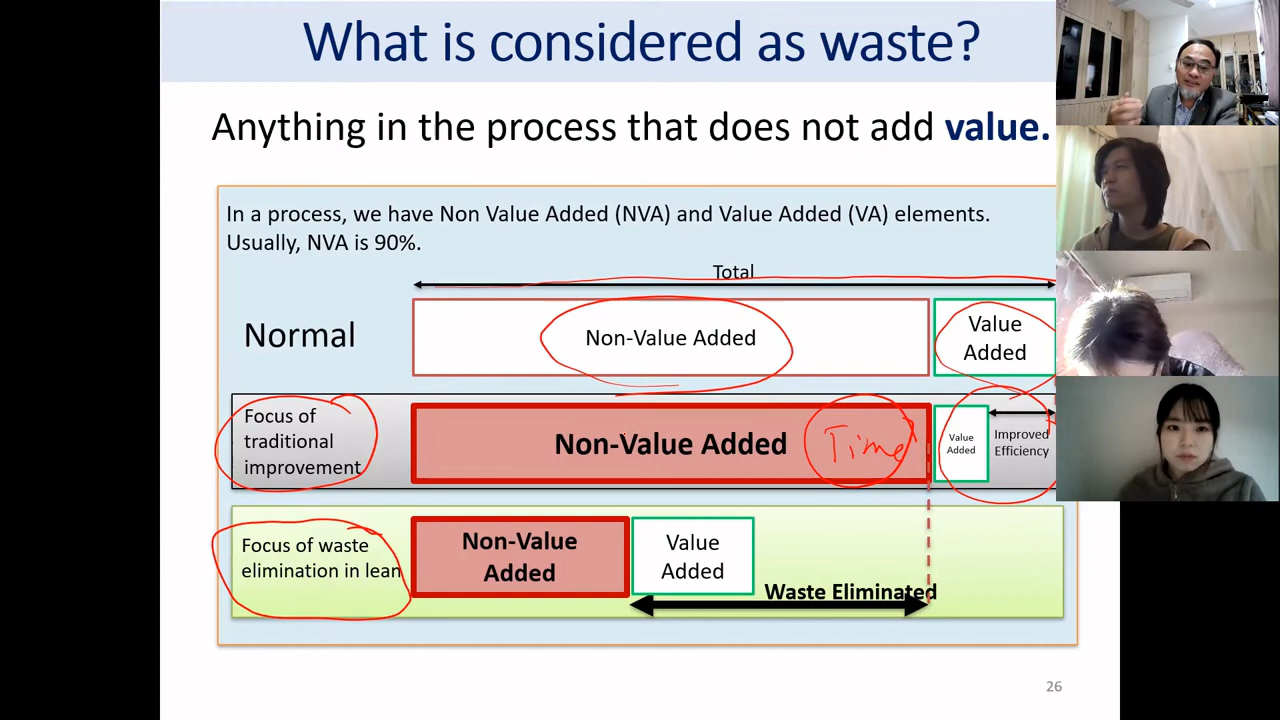 What is considered as waste?
Anything in the process that does not add value.
In a process, we have Non Value Added (NVA) and Value Added (VA) elements.
Usually, NVA is 90%.
Total
Normal
Non-Value Added
Value
Added
Focus of
traditional
improvement
Non-Value Added
Time
Value
Added
Improved
Efficiency
Focus of waste
elimination in lean
Non-Value
Added
Value
Added
Waste Eliminated
26